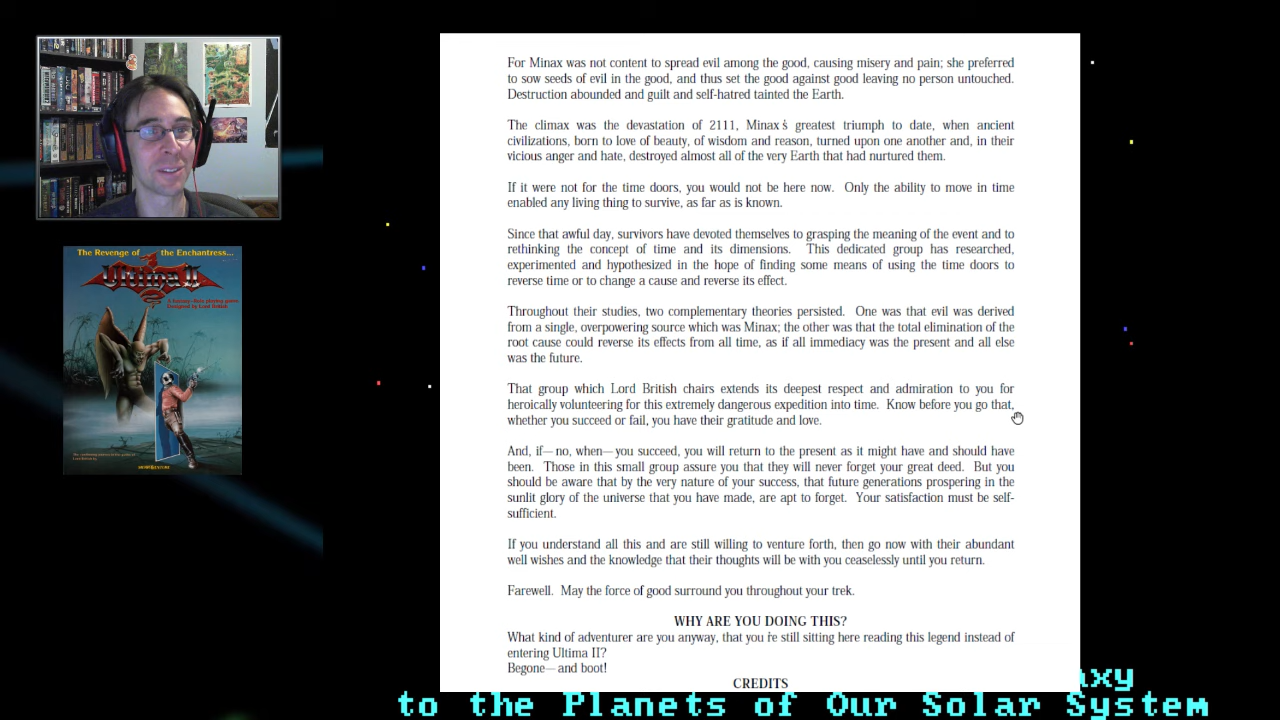 The Revenge of the Enchantress...
Ultima II
For Minax was not content to spread evil among the good, causing misery and pain; she preferred
to sow seeds of evil in the good, and thus set the good against good leaving no person untouched.
Destruction abounded and guilt and self-hatred tainted the Earth.
The climax was the devastation of 2111, Minax's greatest triumph to date, when ancient
civilizations, born to love of beauty, of wisdom and reason, turned upon one another and, in their
vicious anger and hate, destroyed almost all of the very Earth that had nurtured them.
If it were not for the time doors, you would not be here now. Only the ability to move in time
enabled any living thing to survive, as far as is known.
Since that awful day, survivors have devoted themselves to grasping the meaning of the event and to
rethinking the concept of time and its dimensions. This dedicated group has researched,
experimented and hypothesized in the hope of finding some means of using the time doors to
reverse time or to change a cause and reverse its effect.
Throughout their studies, two complementary theories persisted. One was that evil was derived
from a single, overpowering source which was Minax; the other was that the total elimination of the
root cause could reverse its effects from all time, as if all immediacy was the present and all else
was the future.
That group which Lord British chairs extends its deepest respect and admiration to you for
heroically volunteering for this extremely dangerous expedition into time. Know before you go that,
whether you succeed or fail, you have their gratitude and love.
And, if—no, when—you succeed, you will return to the present as it might have and should have
been. Those in this small group assure you that they will never forget your great deed. But you
should be aware that by the very nature of your success, that future generations prospering in the
sunlit glory of the universe that you have made, are apt to forget. Your satisfaction must be self-
sufficient.
If you understand all this and are still willing to venture forth, then go now with their abundant
well wishes and the knowledge that their thoughts will be with you ceaselessly until you return.
Farewell. May the force of good surround you throughout your trek.
WHY ARE YOU DOING THIS?
What kind of adventurer are you anyway, that you're still sitting here reading this legend instead of
entering Ultima II?
Begone—and boot!
CREDITS
axy
to the Planets of Our Solar System